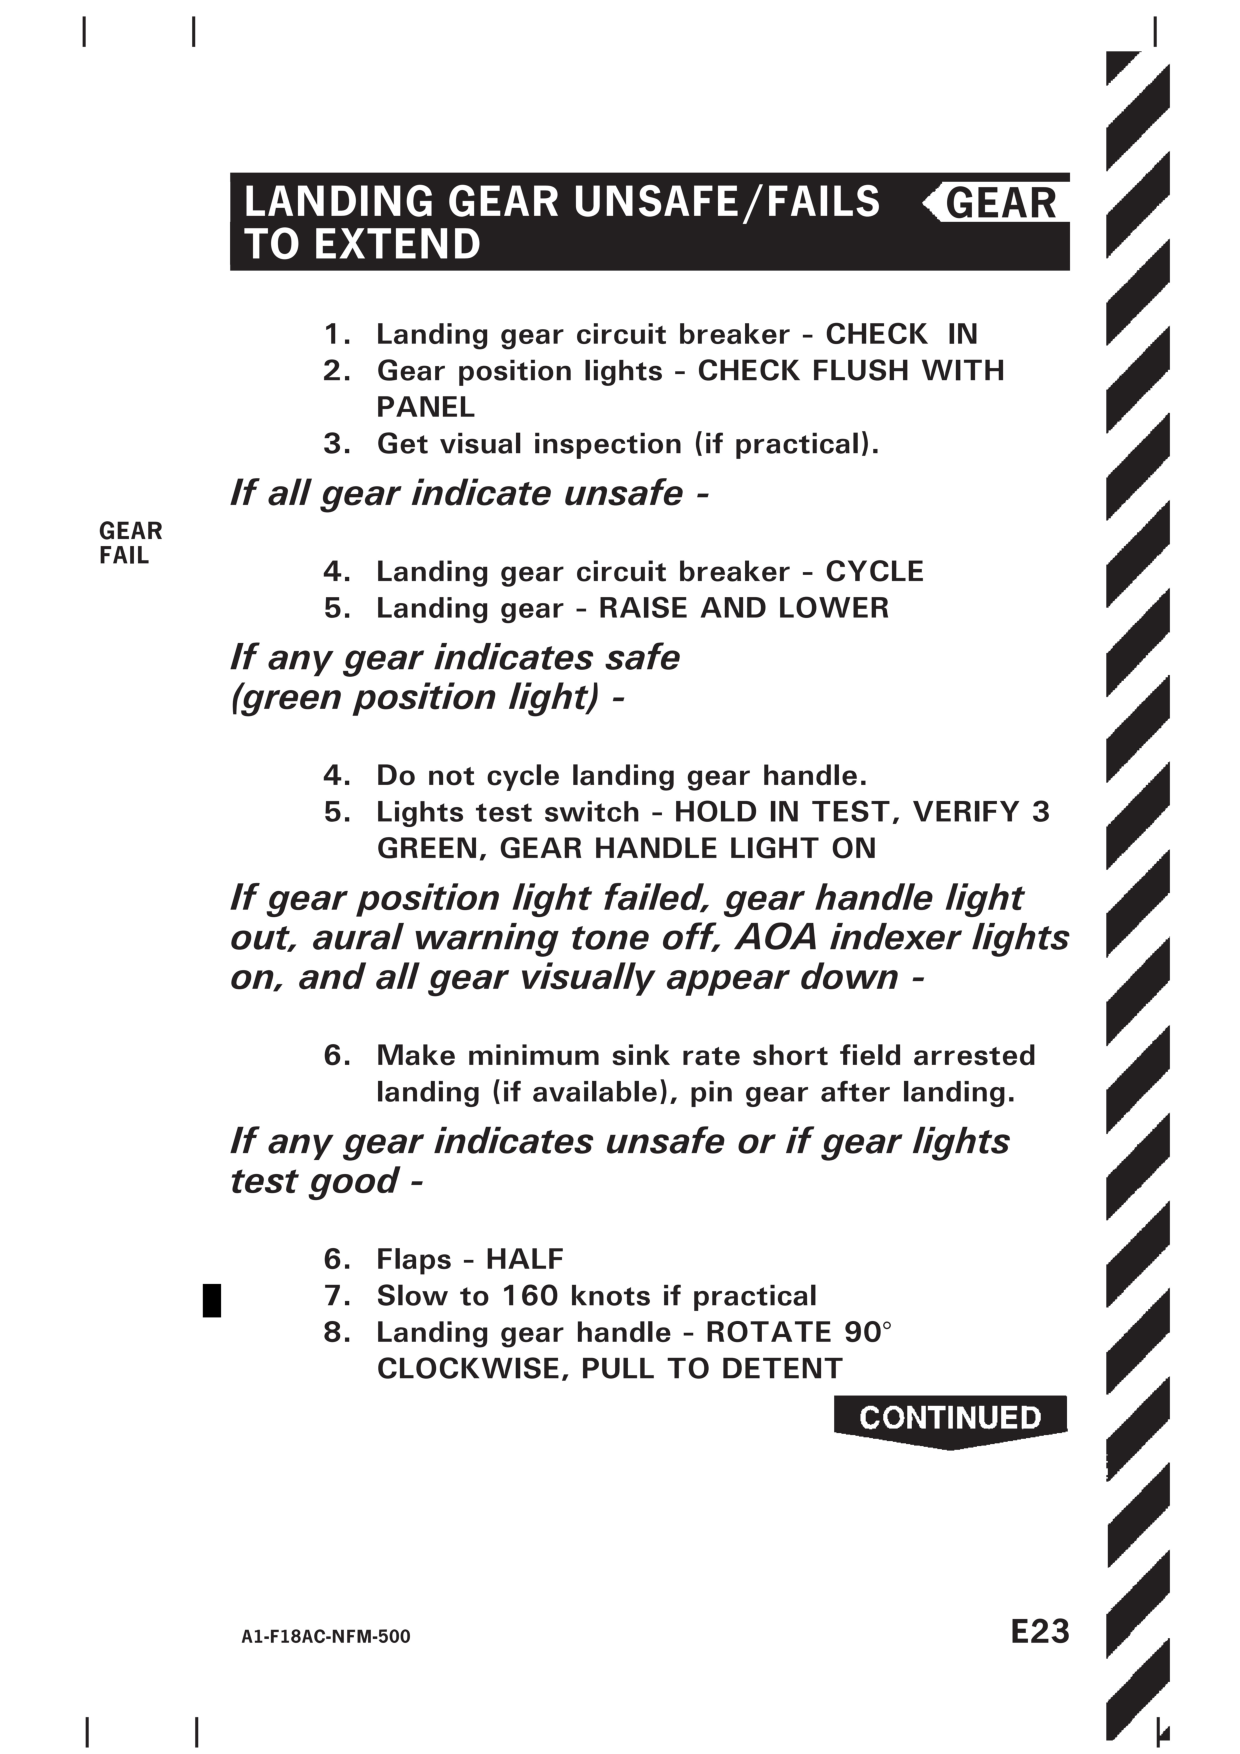 LANDING GEAR UNSAFE/FAILS
TO EXTEND
GEAR
1. Landing gear circuit breaker - CHECK IN
2. Gear position lights - CHECK FLUSH WITH
PANEL
3. Get visual inspection (if practical).
If all gear indicate unsafe -
GEAR
FAIL
4. Landing gear circuit breaker - CYCLE
5. Landing gear - RAISE AND LOWER
If any gear indicates safe
(green position light) -
4. Do not cycle landing gear handle.
5. Lights test switch - HOLD IN TEST, VERIFY 3
GREEN, GEAR HANDLE LIGHT ON
If gear position light failed, gear handle light
out, aural warning tone off, AOA indexer lights
on, and all gear visually appear down -
6. Make minimum sink rate short field arrested
landing (if available), pin gear after landing.
If any gear indicates unsafe or if gear lights
test good -
6. Flaps - HALF
7. Slow to 160 knots if practical
8. Landing gear handle - ROTATE 90°
CLOCKWISE, PULL TO DETENT
CONTINUED
A1-F18AC-NFM-500
E23